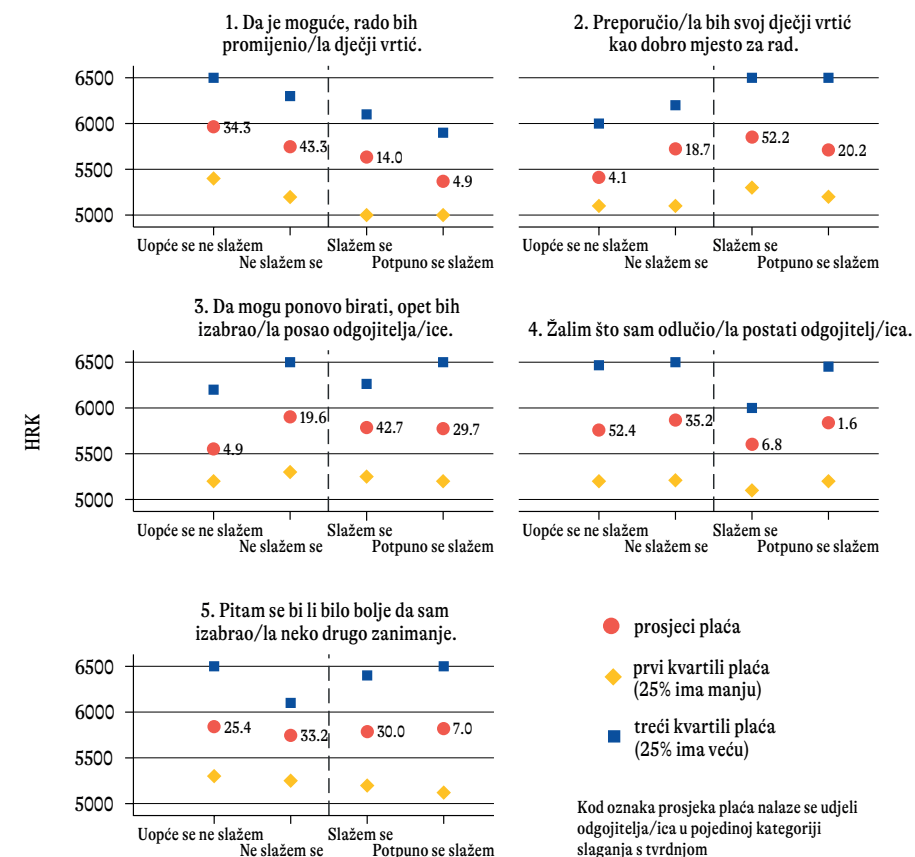 1. Da je moguće, rado bih
promijenio/la dječji vrtić.
6500
6000
5500
5000
34.3
43.3
14.0
4.9
Uopće se ne slažem
Ne slažem se
Slažem se
Potpuno se slažem
2. Preporučio/la bih svoj dječji vrtić
kao dobro mjesto za rad.
4.1
18.7
52.2
20.2
Uopće se ne slažem
Ne slažem se
Slažem se
Potpuno se slažem
HRK
3. Da mogu ponovo birati, opet bih
izabrao/la posao odgojitelja/ice.
6500
6000
5500
5000
4.9
19.6
42.7
29.7
Uopće se ne slažem
Ne slažem se
Slažem se
Potpuno se slažem
4. Žalim što sam odlučio/la postati odgojitelj/ica.
52.4
35.2
6.8
1.6
Uopće se ne slažem
Ne slažem se
Slažem se
Potpuno se slažem
5. Pitam se bi li bilo bolje da sam
izabrao/la neko drugo zanimanje.
6500
6000
5500
5000
25.4
33.2
30.0
7.0
Uopće se ne slažem
Ne slažem se
Slažem se
Potpuno se slažem
prosjeci plaća
prvi kvartili plaća
(25% ima manju)
treći kvartili plaća
(25% ima veću)
Kod oznaka prosjeka plaća nalaze se udjeli
odgojitelja/ica u pojedinoj kategoriji
slaganja s tvrdnjom